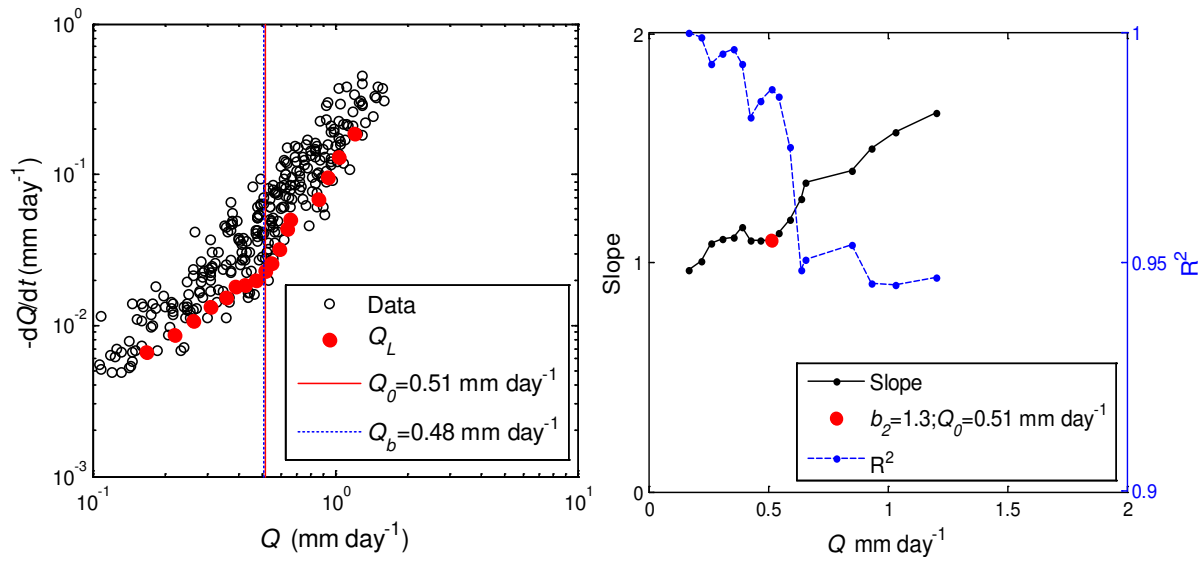 10^0
10^-1
10^-2
10^-3
10^-1
10^0
10^1
-dQ/dt (mm day^-1)
Q (mm day^-1)
Data
Q_L
Q_0=0.51 mm day^-1
Q_b=0.48 mm day^-1
2
1
0
Slope
0
0.5
1
1.5
2
Q mm day^-1
1
0.95
0.9
R^2
Slope
b_2=1.3;Q_0=0.51 mm day^-1
R^2